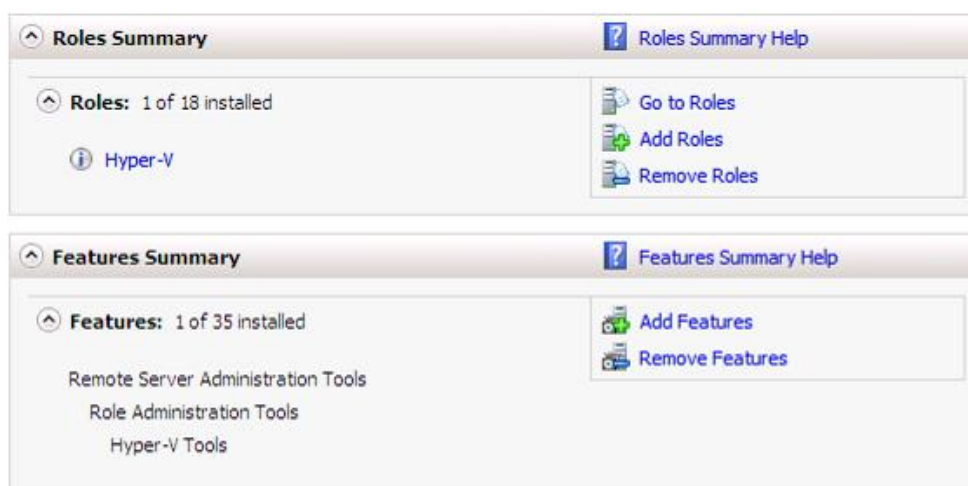 Roles Summary
Roles Summary Help
Roles: 1 of 18 installed
Hyper-V
Go to Roles
Add Roles
Remove Roles
Features Summary
Features Summary Help
Features: 1 of 35 installed
Remote Server Administration Tools
Role Administration Tools
Hyper-V Tools
Add Features
Remove Features